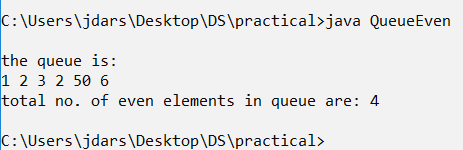 C:\Users\jdars\Desktop\DS\practical>java QueueEven
the queue is:
1 2 3 2 50 6
total no. of even elements in queue are: 4
C:\Users\jdars\Desktop\DS\practical>